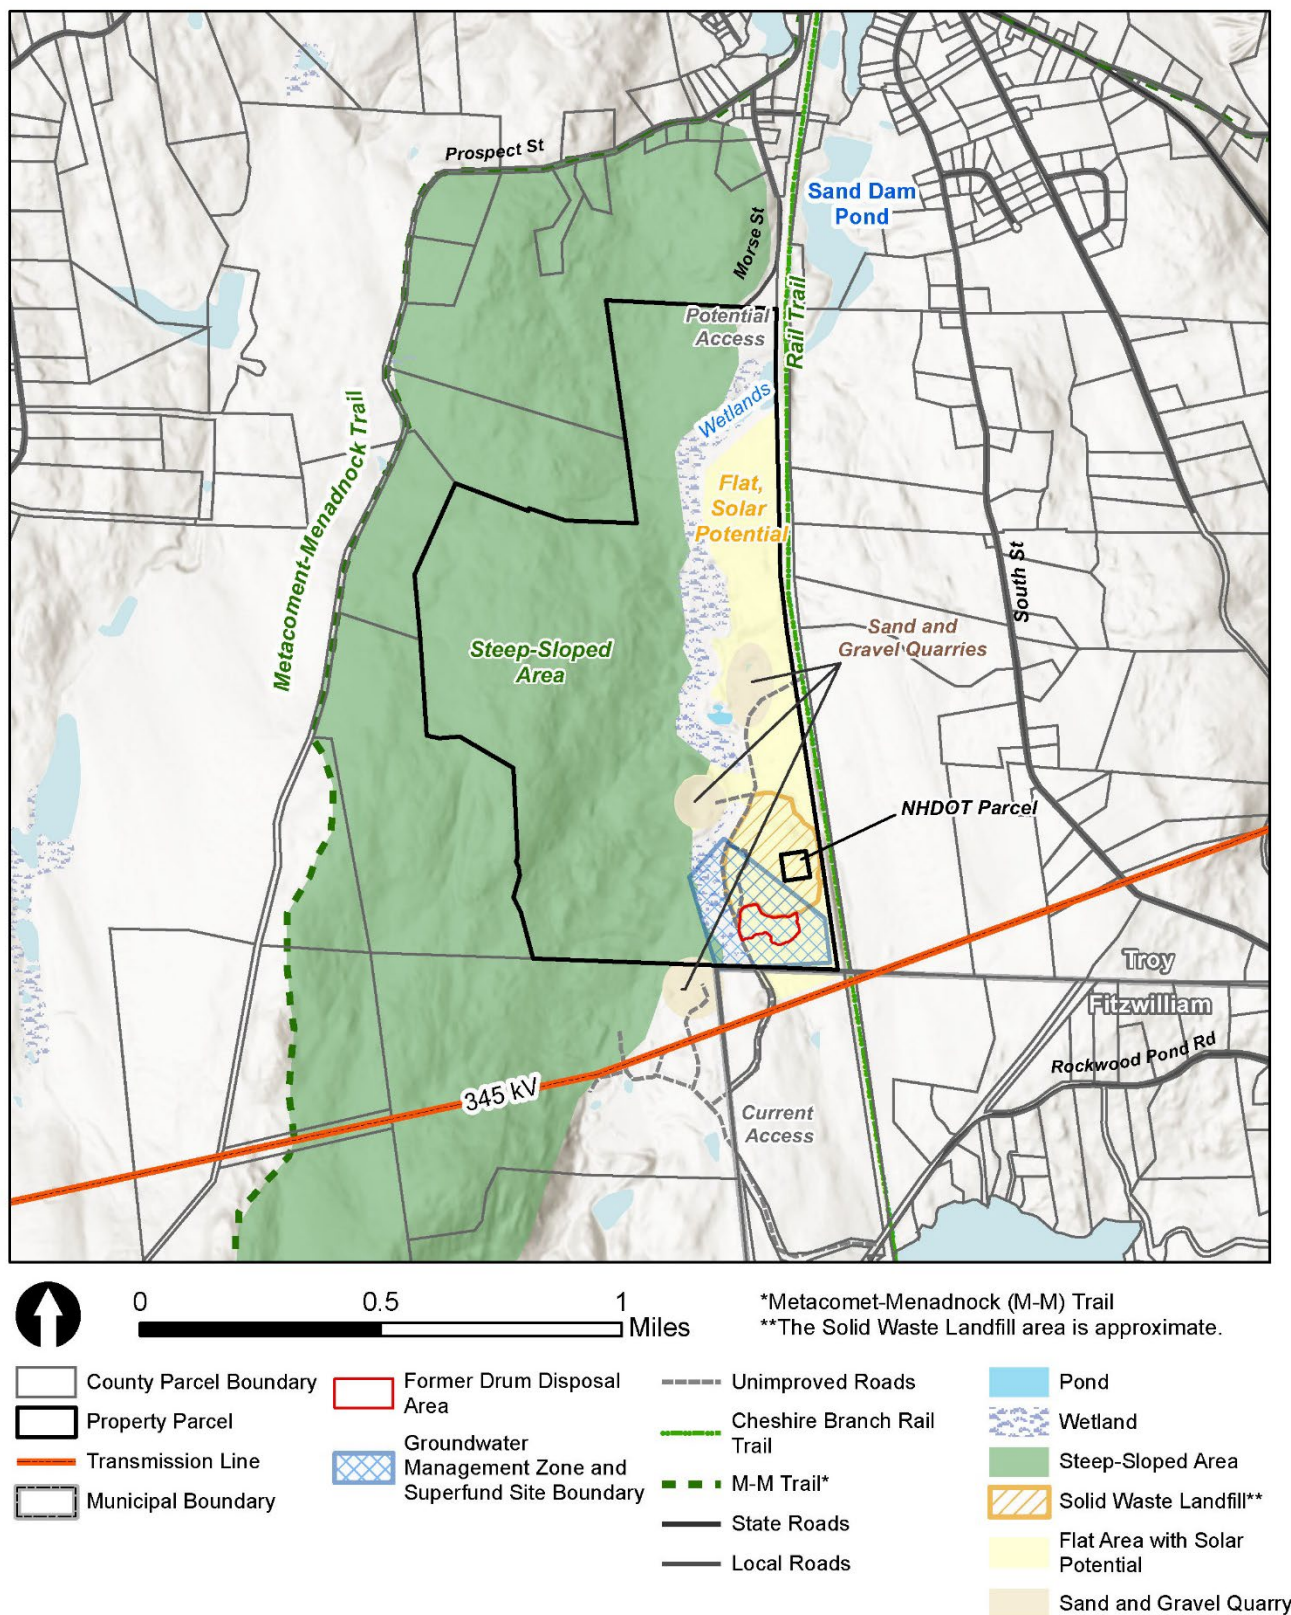 Prospect St
Sand Dam
Pond
Morse St
Rail Trail
Potential
Access
Wetlands
Metacoment-Menadnock Trail
Flat,
Solar
Potential
South St
Sand and
Gravel Quarries
Steep-Sloped
Area
NHDOT Parcel
Troy
Fitzwilliam
Rockwood Pond Rd
345 kV
Current
Access
0 0.5 1
Miles
*Metacomet-Menadnock (M-M) Trail
**The Solid Waste Landfill area is approximate.
County Parcel Boundary
Property Parcel
Transmission Line
Municipal Boundary
Former Drum Disposal
Area
Groundwater
Management Zone and
Superfund Site Boundary
Unimproved Roads
Cheshire Branch Rail
Trail
M-M Trail*
State Roads
Local Roads
Pond
Wetland
Steep-Sloped Area
Solid Waste Landfill**
Flat Area with Solar
Potential
Sand and Gravel Quarry